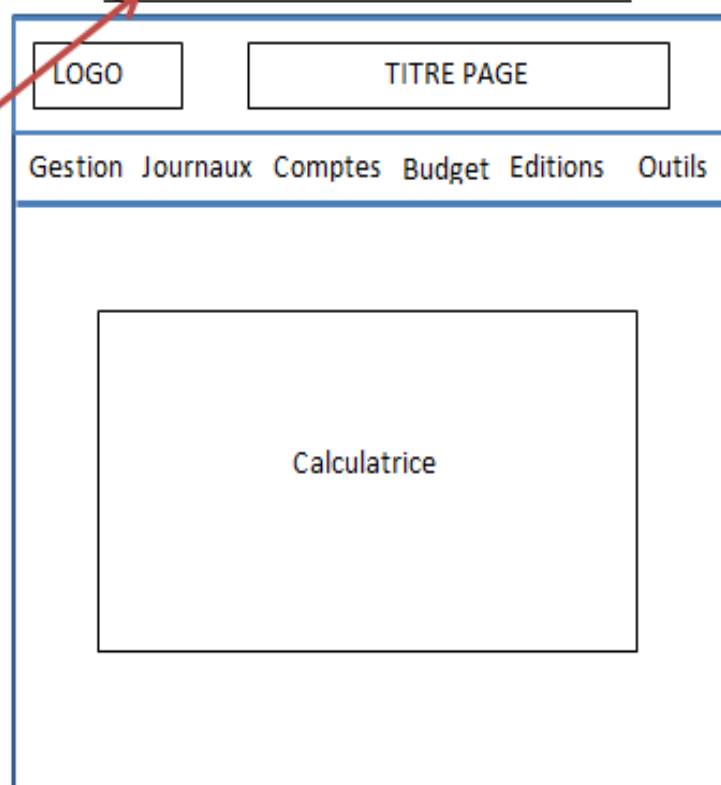 LOGO TITRE PAGE
Gestion Journaux Comptes Budget Editions Outils
Calculatrice